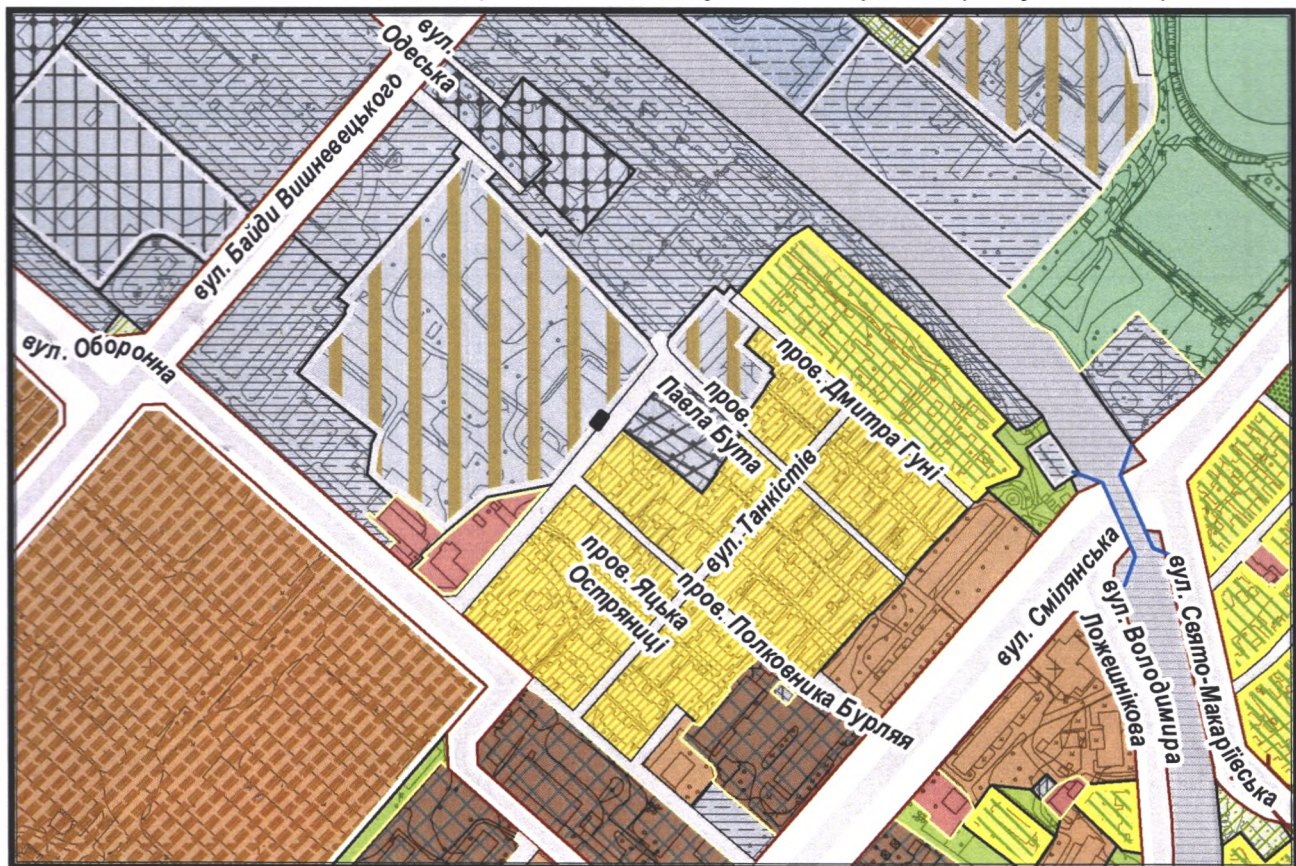 вул.
Одеська
вул. Байди Вишневецького
вул. Оборонна
пров. Дмитра Гуні
пров.
Павла Бута
вул. Танкістів
пров. Яцька
Остряниці
пров. Полковника Бурляя
вул. Смілянська
вул. Володимира
Ложешнікова
вул. Свято-Макаріївська